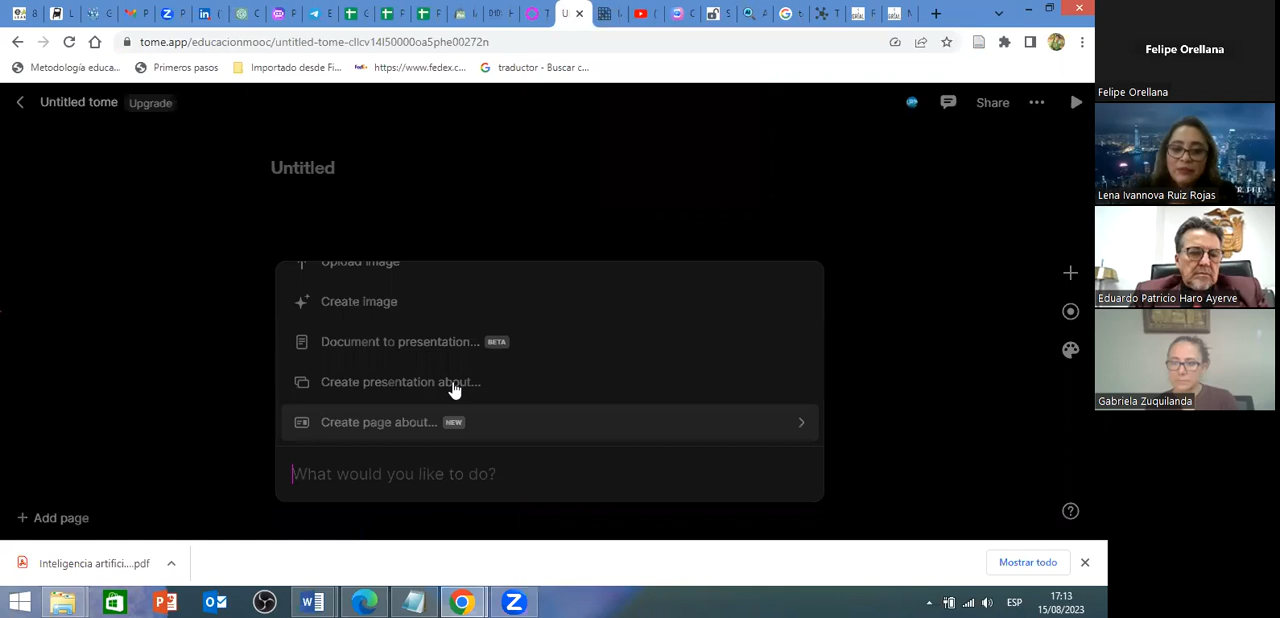 tome.app/educacionmooc/untitled-tome-cllcv14l50000oa5phe00272n
Metodología educa...
Primeros pasos
Importado desde Fi...
https://www.fedex.c...
traductor - Buscar c...
Untitled tome
Upgrade
Share
Untitled
Upload image
Create image
Document to presentation... BETA
Create presentation about...
Create page about... NEW
What would you like to do?
Add page
Inteligencia artifici....pdf
Mostrar todo
ESP
17:13
15/08/2023
Felipe Orellana
Felipe Orellana
Lena Ivannova Ruiz Rojas
Eduardo Patricio Haro Ayerve
Gabriela Zuquilanda